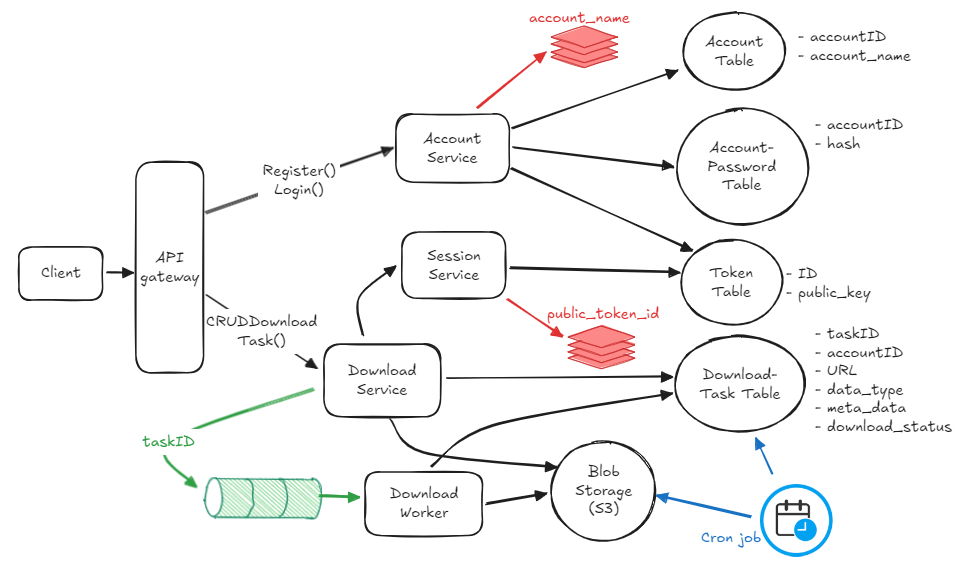 account_name
Account
Table
- accountID
- account_name
Account
Service
Account-
Password
Table
- accountID
- hash
Register()
Login()
Client
API
gateway
Session
Service
Token
Table
- ID
- public_key
CRUDDownload
Task()
public_token_id
Download
Service
Download-
Task Table
- taskID
- accountID
- URL
- data_type
- meta_data
- download_status
taskID
Download
Worker
Blob
Storage
(S3)
Cron job